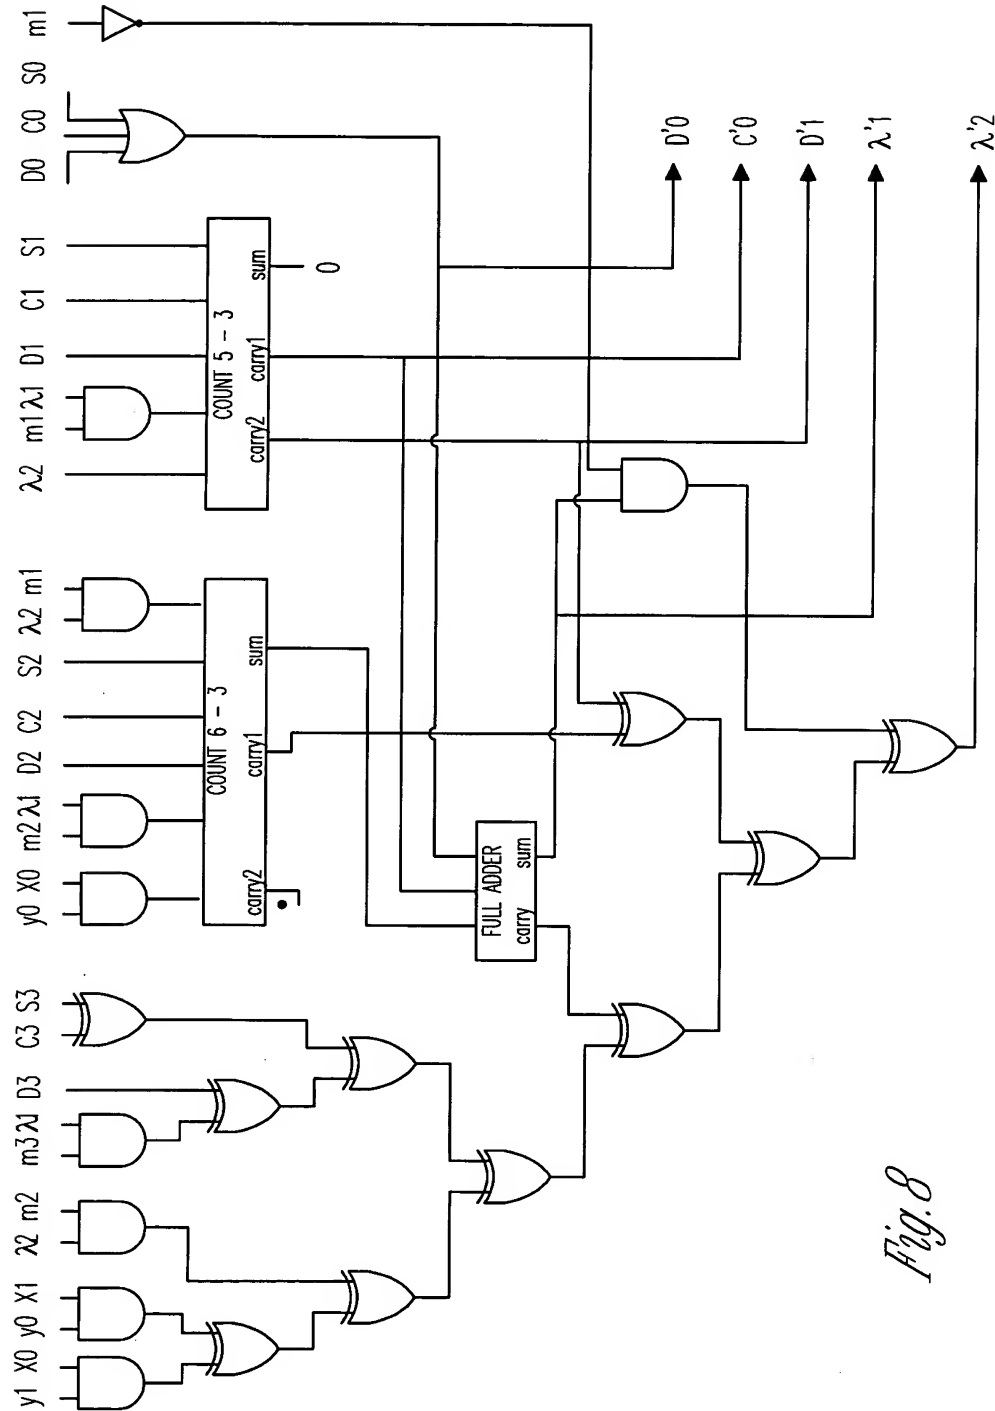 y1 X0 y0 X1 λ2 m2 m3 λ1 D3 C3 S3 y0 X0 m2 λ1 D2 C2 S2 λ2 m1 λ2 m1 λ1 D1 C1 S1 D0 C0 S0 m1
COUNT 6 - 3
carry2 carry1 sum
COUNT 5 - 3
carry2 carry1 sum
0
FULL ADDER
carry sum
D'0
C'0
D'1
λ'1
λ'2
Fig.8